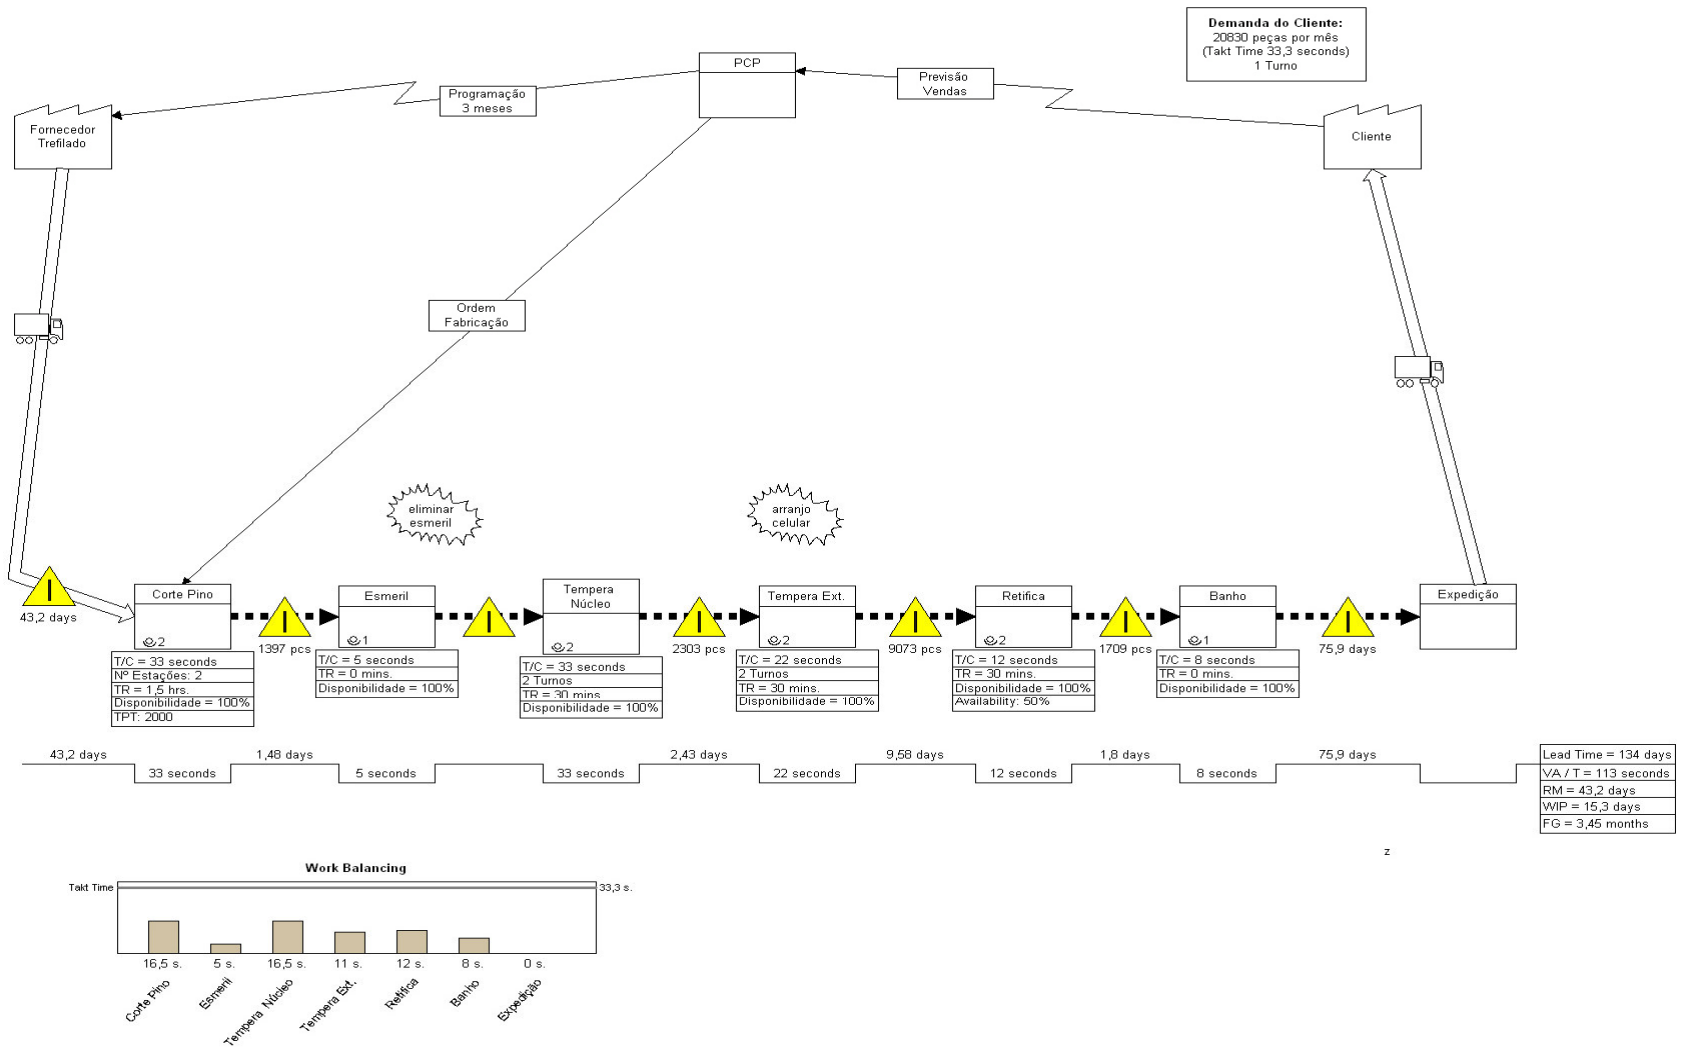 Demanda do Cliente:
20830 peças por mês
(Takt Time 33,3 seconds)
1 Turno
PCP
Previsão
Vendas
Programação
3 meses
Fornecedor
Trefilado
Cliente
Ordem
Fabricação
eliminar
esmeril
arranjo
celular
43,2 days
Corte Pino
2
T/C = 33 seconds
Nº Estações: 2
TR = 1,5 hrs.
Disponibilidade = 100%
TPT: 2000
1397 pcs
Esmeril
1
T/C = 5 seconds
TR = 0 mins.
Disponibilidade = 100%
Tempera
Núcleo
2
T/C = 33 seconds
2 Turnos
TR = 30 mins.
Disponibilidade = 100%
2303 pcs
Tempera Ext.
2
T/C = 22 seconds
2 Turnos
TR = 30 mins.
Disponibilidade = 100%
9073 pcs
Retifica
2
T/C = 12 seconds
TR = 30 mins.
Disponibilidade = 100%
Availability: 50%
1709 pcs
Banho
1
T/C = 8 seconds
TR = 0 mins.
Disponibilidade = 100%
75,9 days
Expedição
43,2 days
33 seconds
1,48 days
5 seconds
33 seconds
2,43 days
22 seconds
9,58 days
12 seconds
1,8 days
8 seconds
75,9 days
Lead Time = 134 days
VA / T = 113 seconds
RM = 43,2 days
WIP = 15,3 days
FG = 3,45 months
z
Work Balancing
Takt Time
33,3 s.
16,5 s.
5 s.
16,5 s.
11 s.
12 s.
8 s.
0 s.
Corte Pino
Esmeril
Tempera Núcleo
Tempera Ext.
Retifica
Banho
Expedição